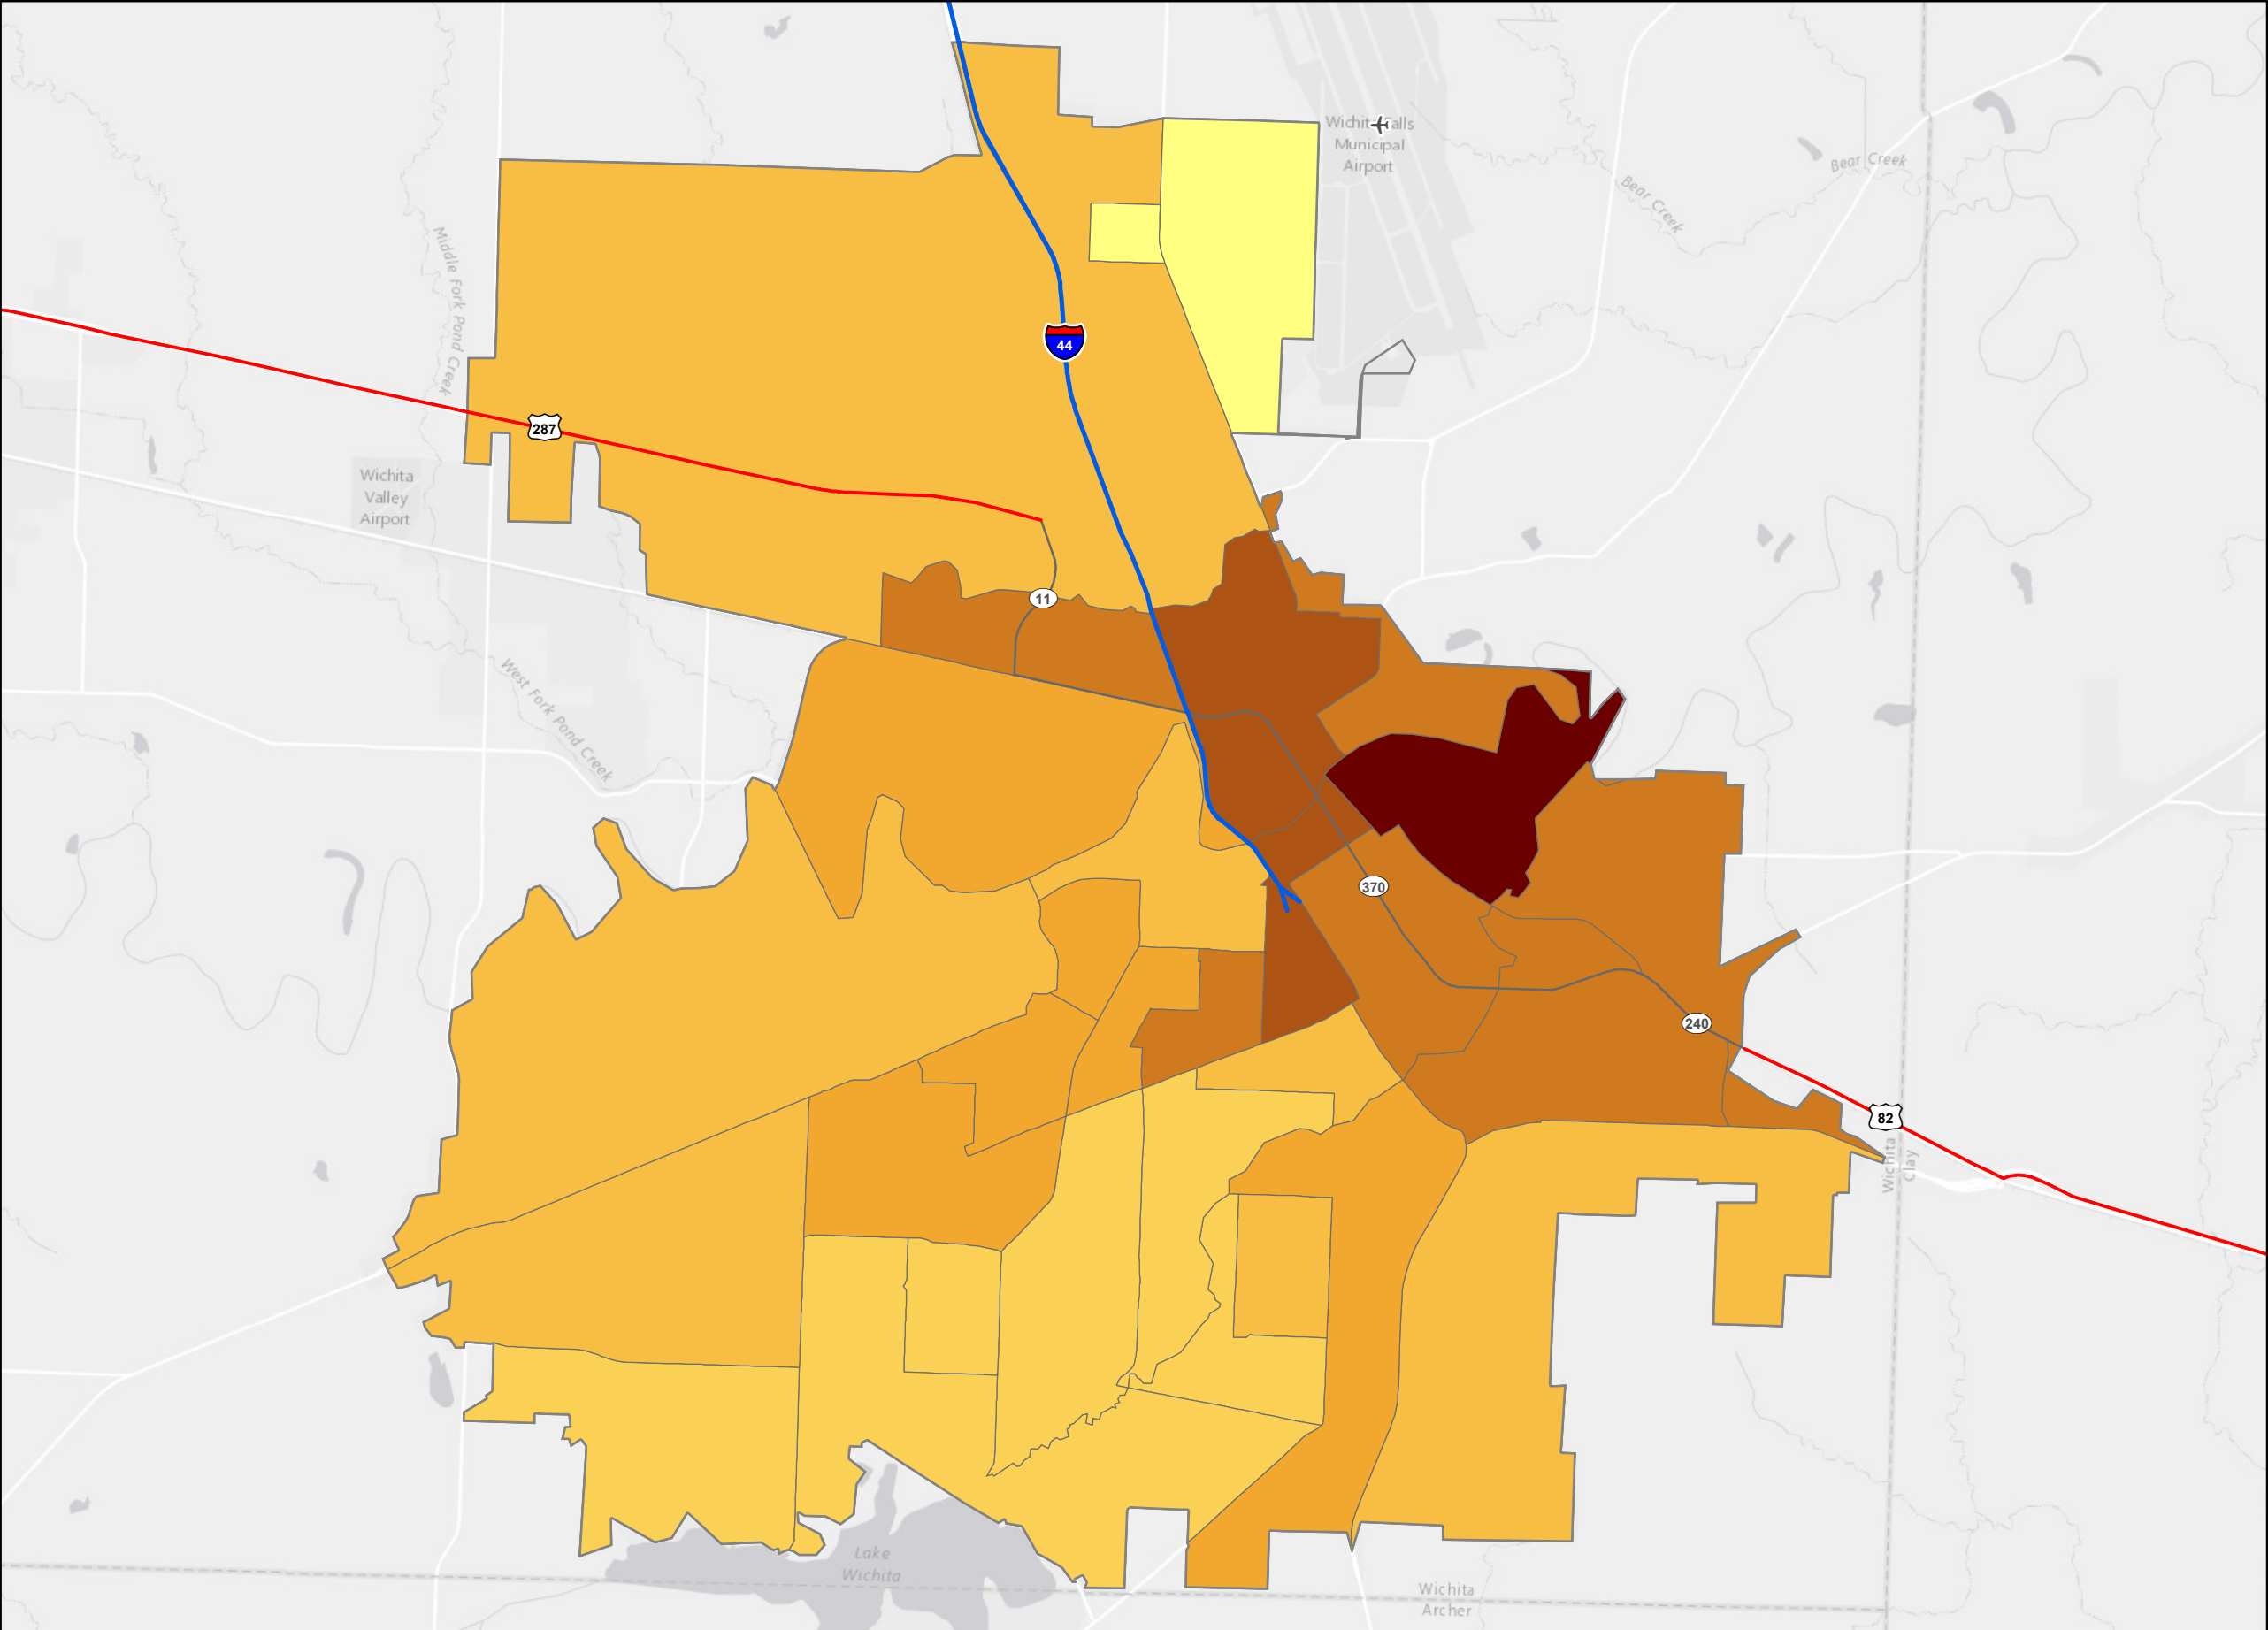 Wichita Falls
Municipal
Airport
Bear Creek
Bear Creek
Middle Fork Pond Creek
44
287
Wichita
Valley
Airport
11
West Fork Pond Creek
370
240
82
Wichita
Clay
Lake
Wichita
Wichita
Archer